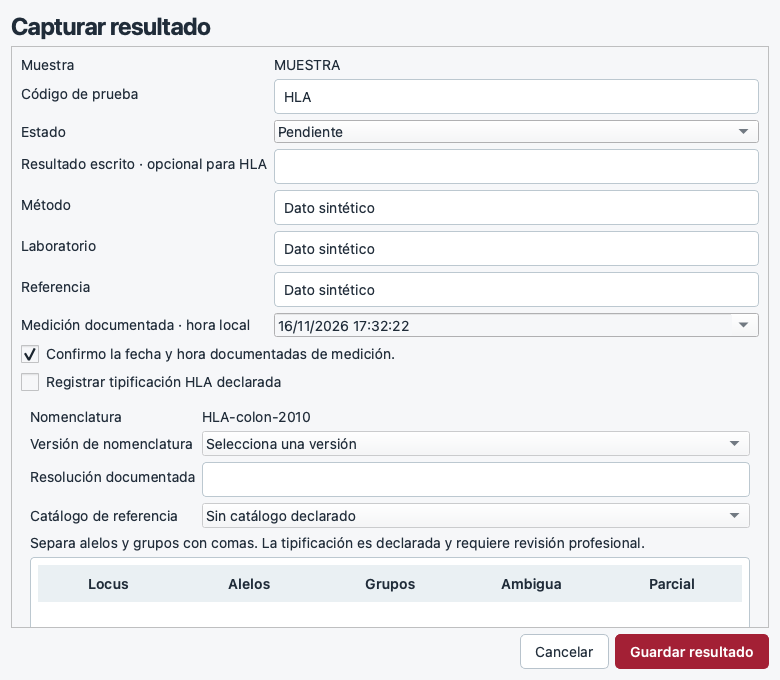 Capturar resultado
Muestra MUESTRA
Código de prueba HLA
Estado Pendiente
Resultado escrito · opcional para HLA
Método Dato sintético
Laboratorio Dato sintético
Referencia Dato sintético
Medición documentada · hora local 16/11/2026 17:32:22
Confirmo la fecha y hora documentadas de medición.
Registrar tipificación HLA declarada
Nomenclatura HLA-colon-2010
Versión de nomenclatura Selecciona una versión
Resolución documentada
Catálogo de referencia Sin catálogo declarado
Separa alelos y grupos con comas. La tipificación es declarada y requiere revisión profesional.
Locus Alelos Grupos Ambigua Parcial
Cancelar Guardar resultado